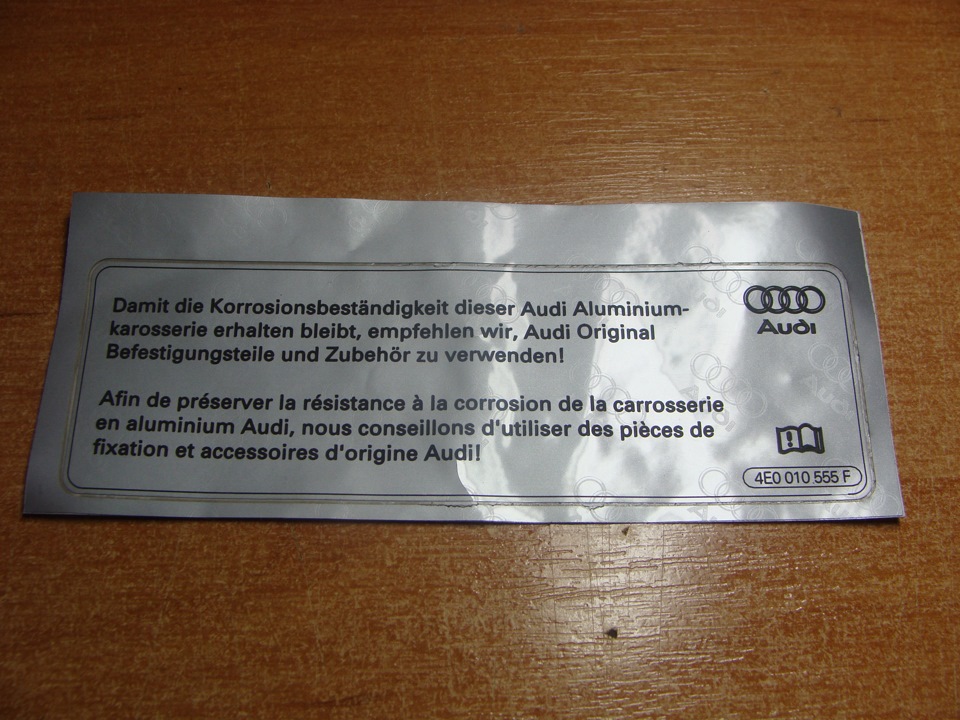 Damit die Korrosionsbeständigkeit dieser Audi Aluminium-
karosserie erhalten bleibt, empfehlen wir, Audi Original
Befestigungsteile und Zubehör zu verwenden!
Afin de préserver la résistance à la corrosion de la carrosserie
en aluminium Audi, nous conseillons d'utiliser des pièces de
fixation et accessoires d'origine Audi!
Audi
4E0 010 555 F